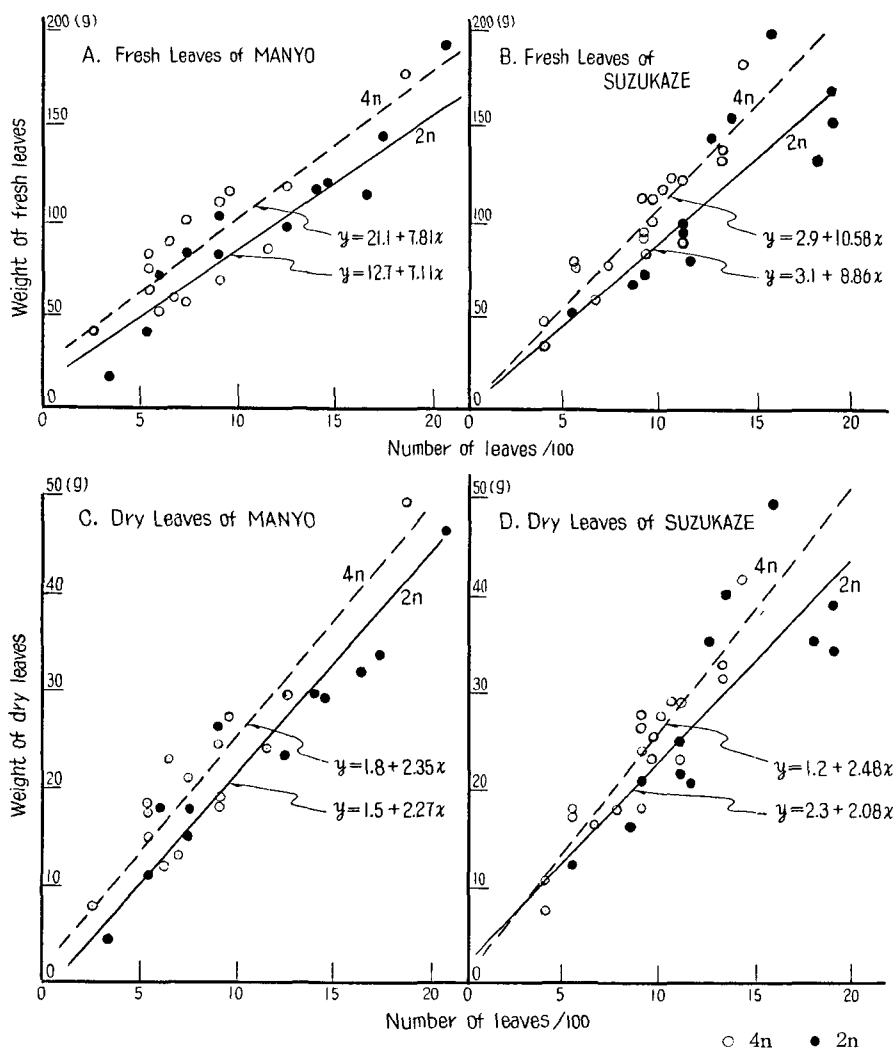 200 (g)
A. Fresh Leaves of MANYO
4n
2n
150
100
50
0
y=21.1+7.81x
y=12.7+7.11x
Weight of fresh leaves
0 5 10 15 20
200 (g)
B. Fresh Leaves of
SUZUKAZE
4n
2n
150
100
50
0
y=2.9+10.58x
y=3.1+8.86x
0 5 10 15 20
Number of leaves /100
50 (g)
C. Dry Leaves of MANYO
4n
2n
40
30
20
10
0
y=1.8+2.35x
y=1.5+2.27x
Weight of dry leaves
0 5 10 15 20
50 (g)
D. Dry Leaves of SUZUKAZE
4n
2n
40
30
20
10
0
y=1.2+2.48x
y=2.3+2.08x
0 5 10 15 20
Number of leaves/100
○ 4n ● 2n